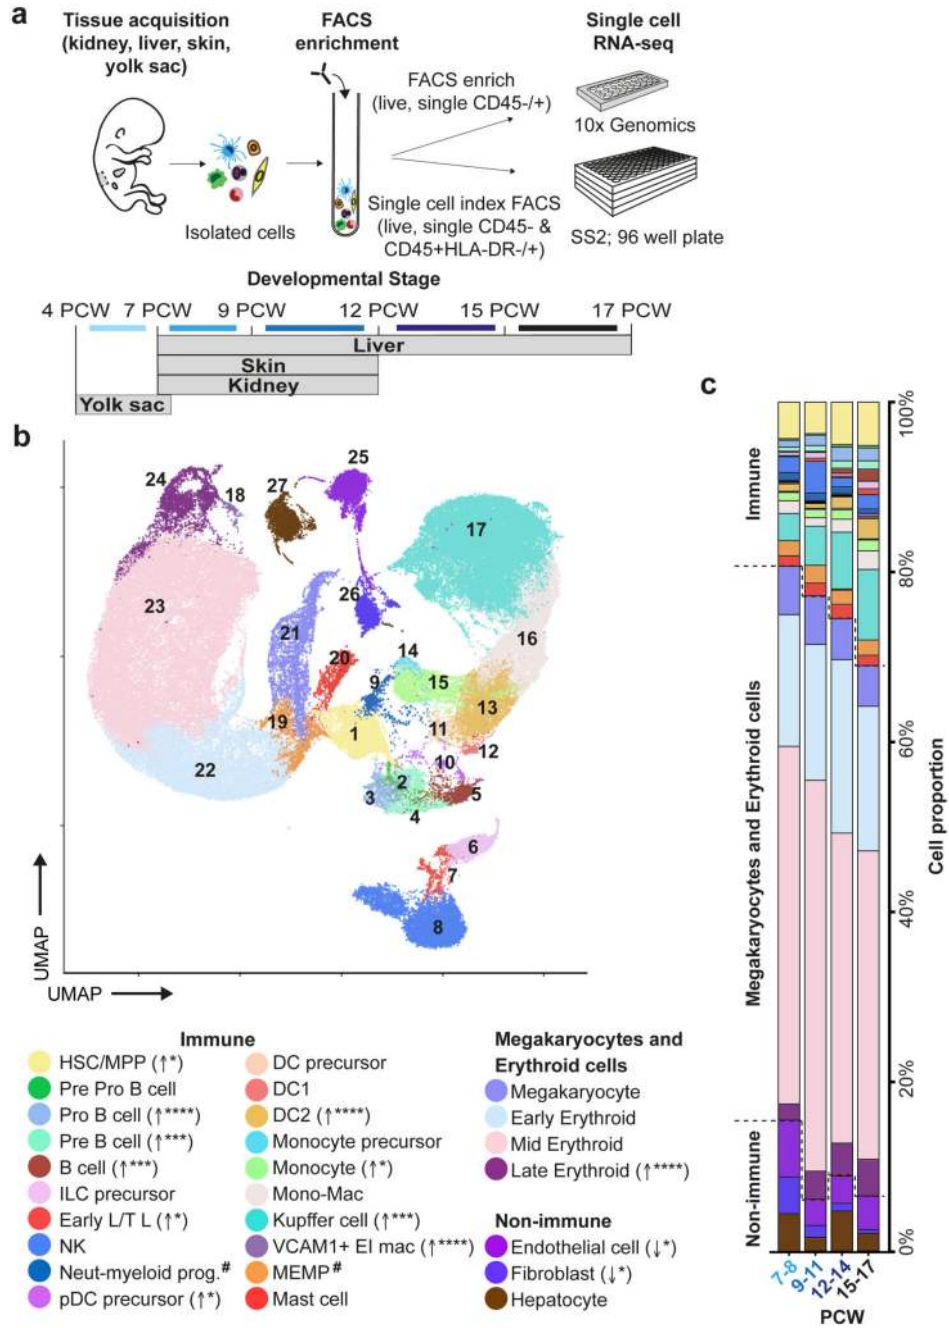 a
Tissue acquisition
(kidney, liver, skin,
yolk sac)
FACS
enrichment
Single cell
RNA-seq
FACS enrich
(live, single CD45-/+)
10x Genomics
Isolated cells
Single cell index FACS
(live, single CD45- &
CD45+HLA-DR-/+)
SS2; 96 well plate
Developmental Stage
4 PCW 7 PCW 9 PCW 12 PCW 15 PCW 17 PCW
Liver
Skin
Kidney
Yolk sac
b
24
18
27
25
17
23
26
21
16
20
14
9
15
13
19
1
11
12
22
10
2
3
5
4
6
7
8
UMAP
UMAP
Immune
HSC/MPP (↑*)
Pre Pro B cell
Pro B cell (↑****)
Pre B cell (↑***)
B cell (↑***)
ILC precursor
Early L/T L (↑*)
NK
Neut-myeloid prog.#
pDC precursor (↑*)
DC precursor
DC1
DC2 (↑****)
Monocyte precursor
Monocyte (↑*)
Mono-Mac
Kupffer cell (↑***)
VCAM1+ EI mac (↑****)
MEMP#
Mast cell
Megakaryocytes and
Erythroid cells
Megakaryocyte
Early Erythroid
Mid Erythroid
Late Erythroid (↑****)
Non-immune
Endothelial cell (↓*)
Fibroblast (↓*)
Hepatocyte
c
Immune
Megakaryocytes and Erythroid cells
Non-immune
100%
80%
60%
40%
20%
0%
Cell proportion
7-8
9-11
12-14
15-17
PCW